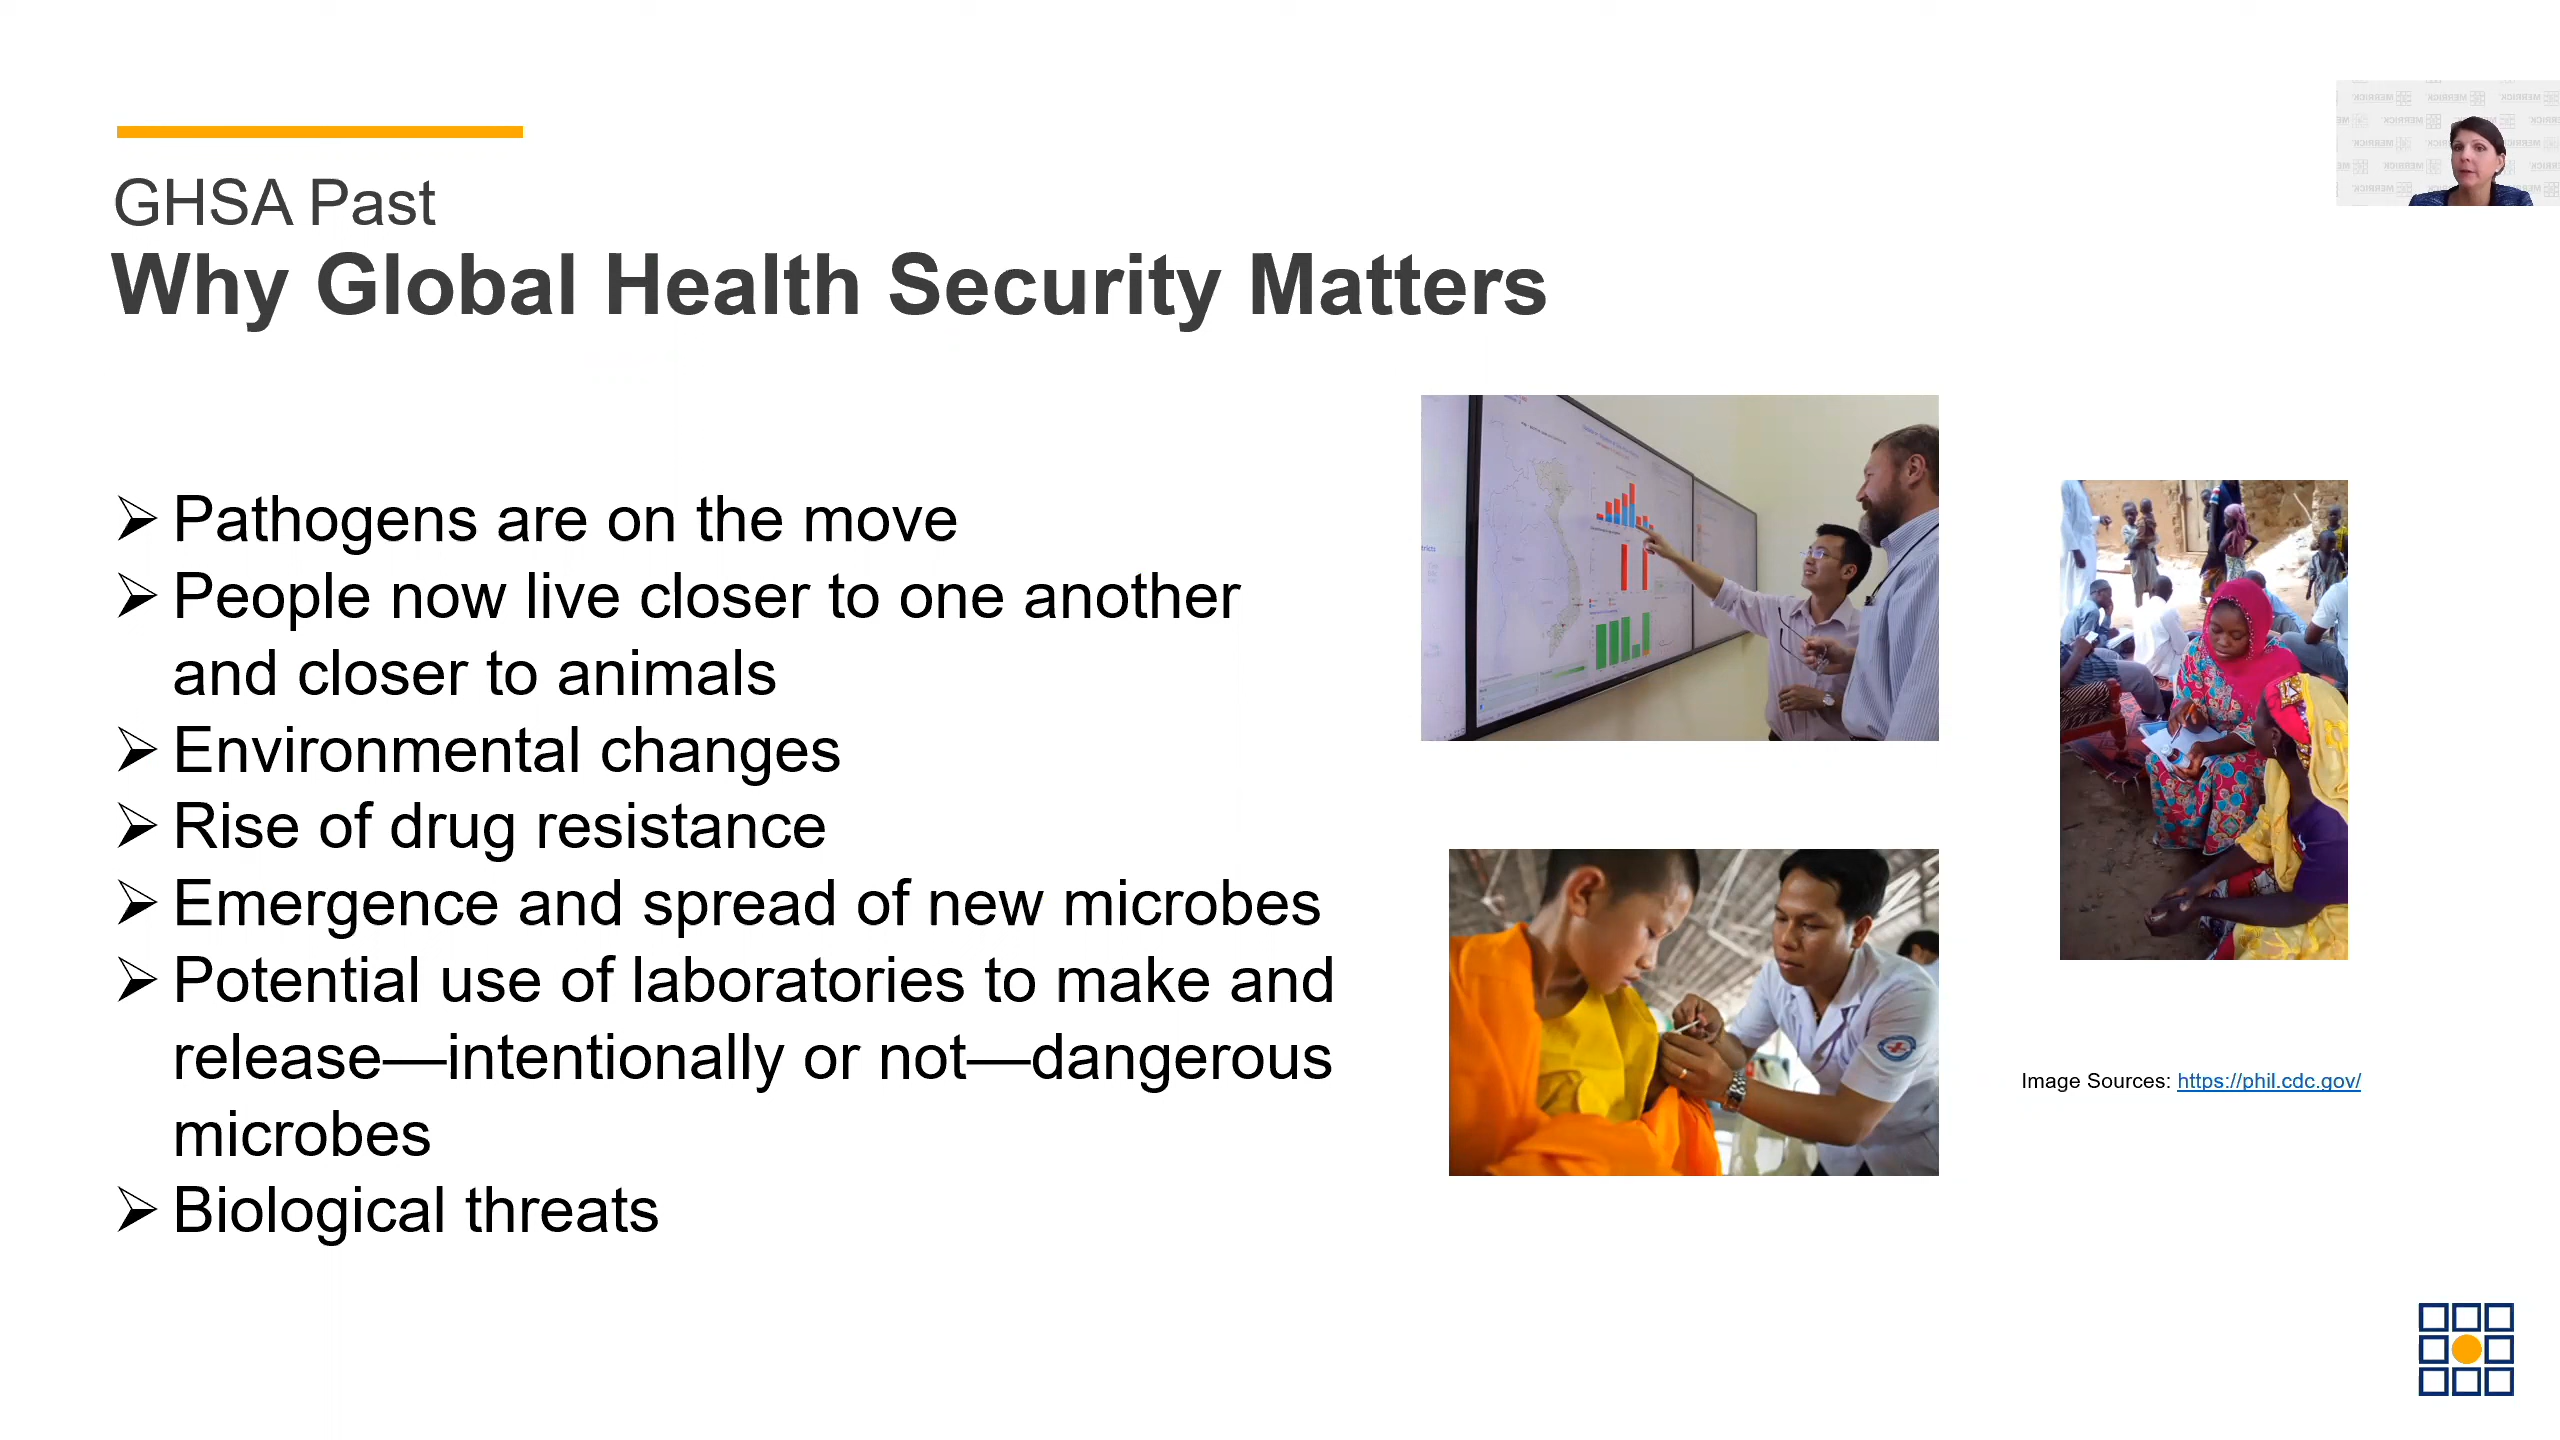 GHSA Past
Why Global Health Security Matters
Pathogens are on the move
People now live closer to one another
and closer to animals
Environmental changes
Rise of drug resistance
Emergence and spread of new microbes
Potential use of laboratories to make and
release—intentionally or not—dangerous
microbes
Biological threats
Image Sources: https://phil.cdc.gov/